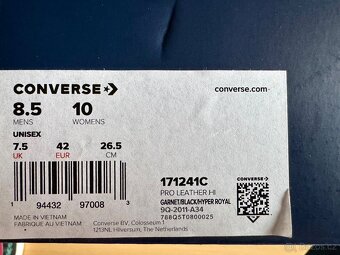 CONVERSE
converse.com
8.5 10
MENS WOMENS
UNISEX
7.5 42 26.5
UK EUR CM
1 94432 97008 3
MADE IN VIETNAM
FABRIQUE AU VIETNAM
Converse BV, Colosseum 1
1213NL Hilversum, The Netherlands
171241C
PRO LEATHER HI
GARNET/BLACK/HYPER ROYAL
9Q-2011-A34
788Q5T0800025
CONVERSE